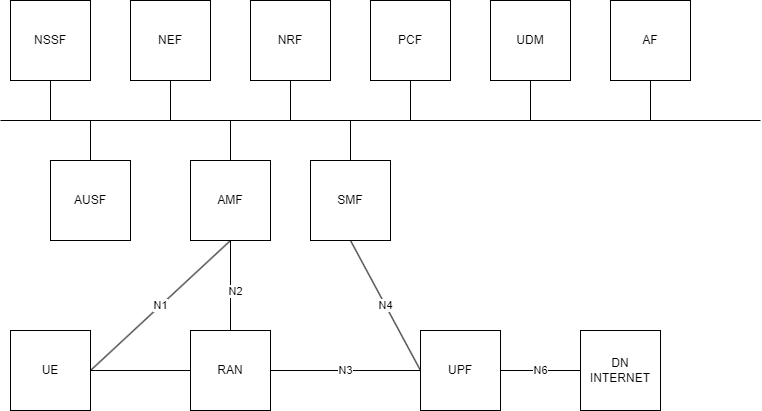 NSSF
NEF
NRF
PCF
UDM
AF
AUSF
AMF
SMF
N1
N2
N4
UE
RAN
N3
UPF
N6
DN
INTERNET